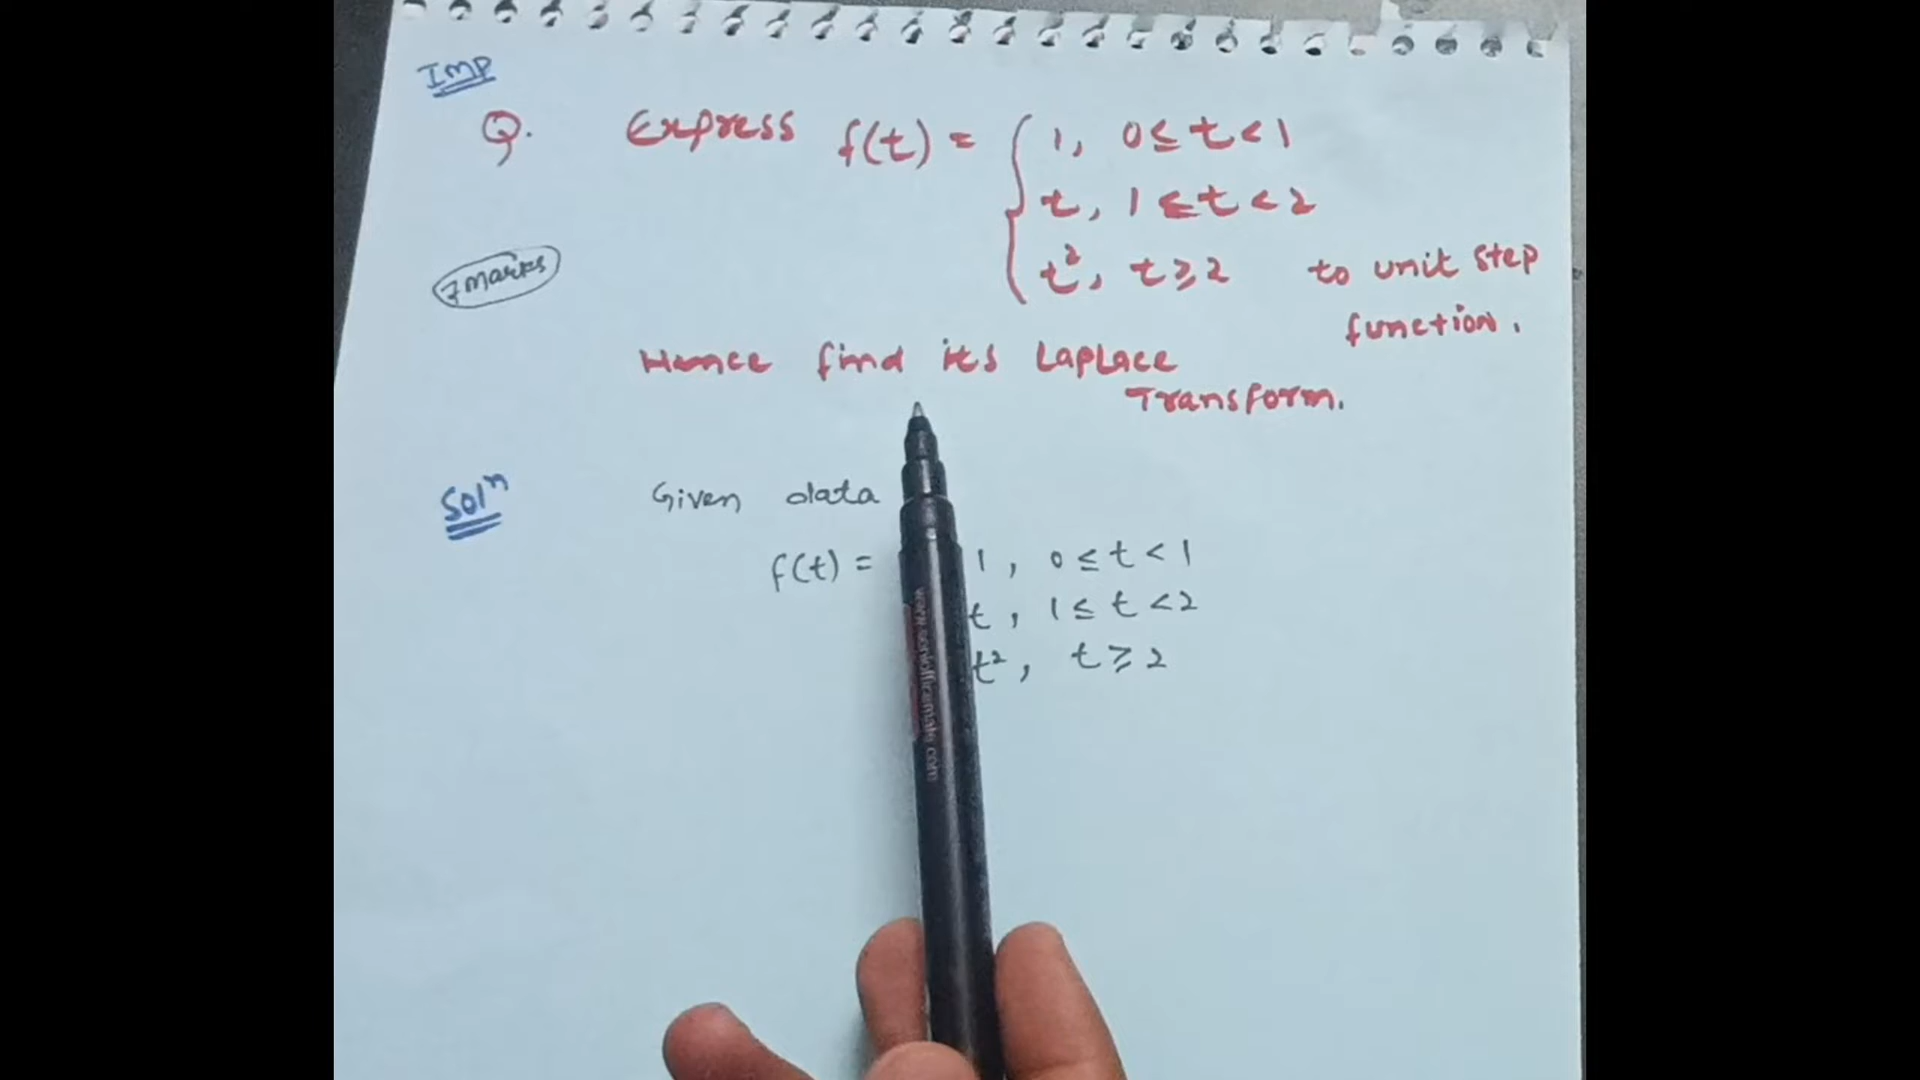 IMP
Q. Express f(t) = { 1, 0 ≤ t < 1
t, 1 ≤ t < 2
t², t ≥ 2 to unit step
function.
7 marks
Hence find its Laplace
Transform.
Solⁿ Given data
f(t) = 1, 0 ≤ t < 1
t, 1 ≤ t < 2
t², t ≥ 2